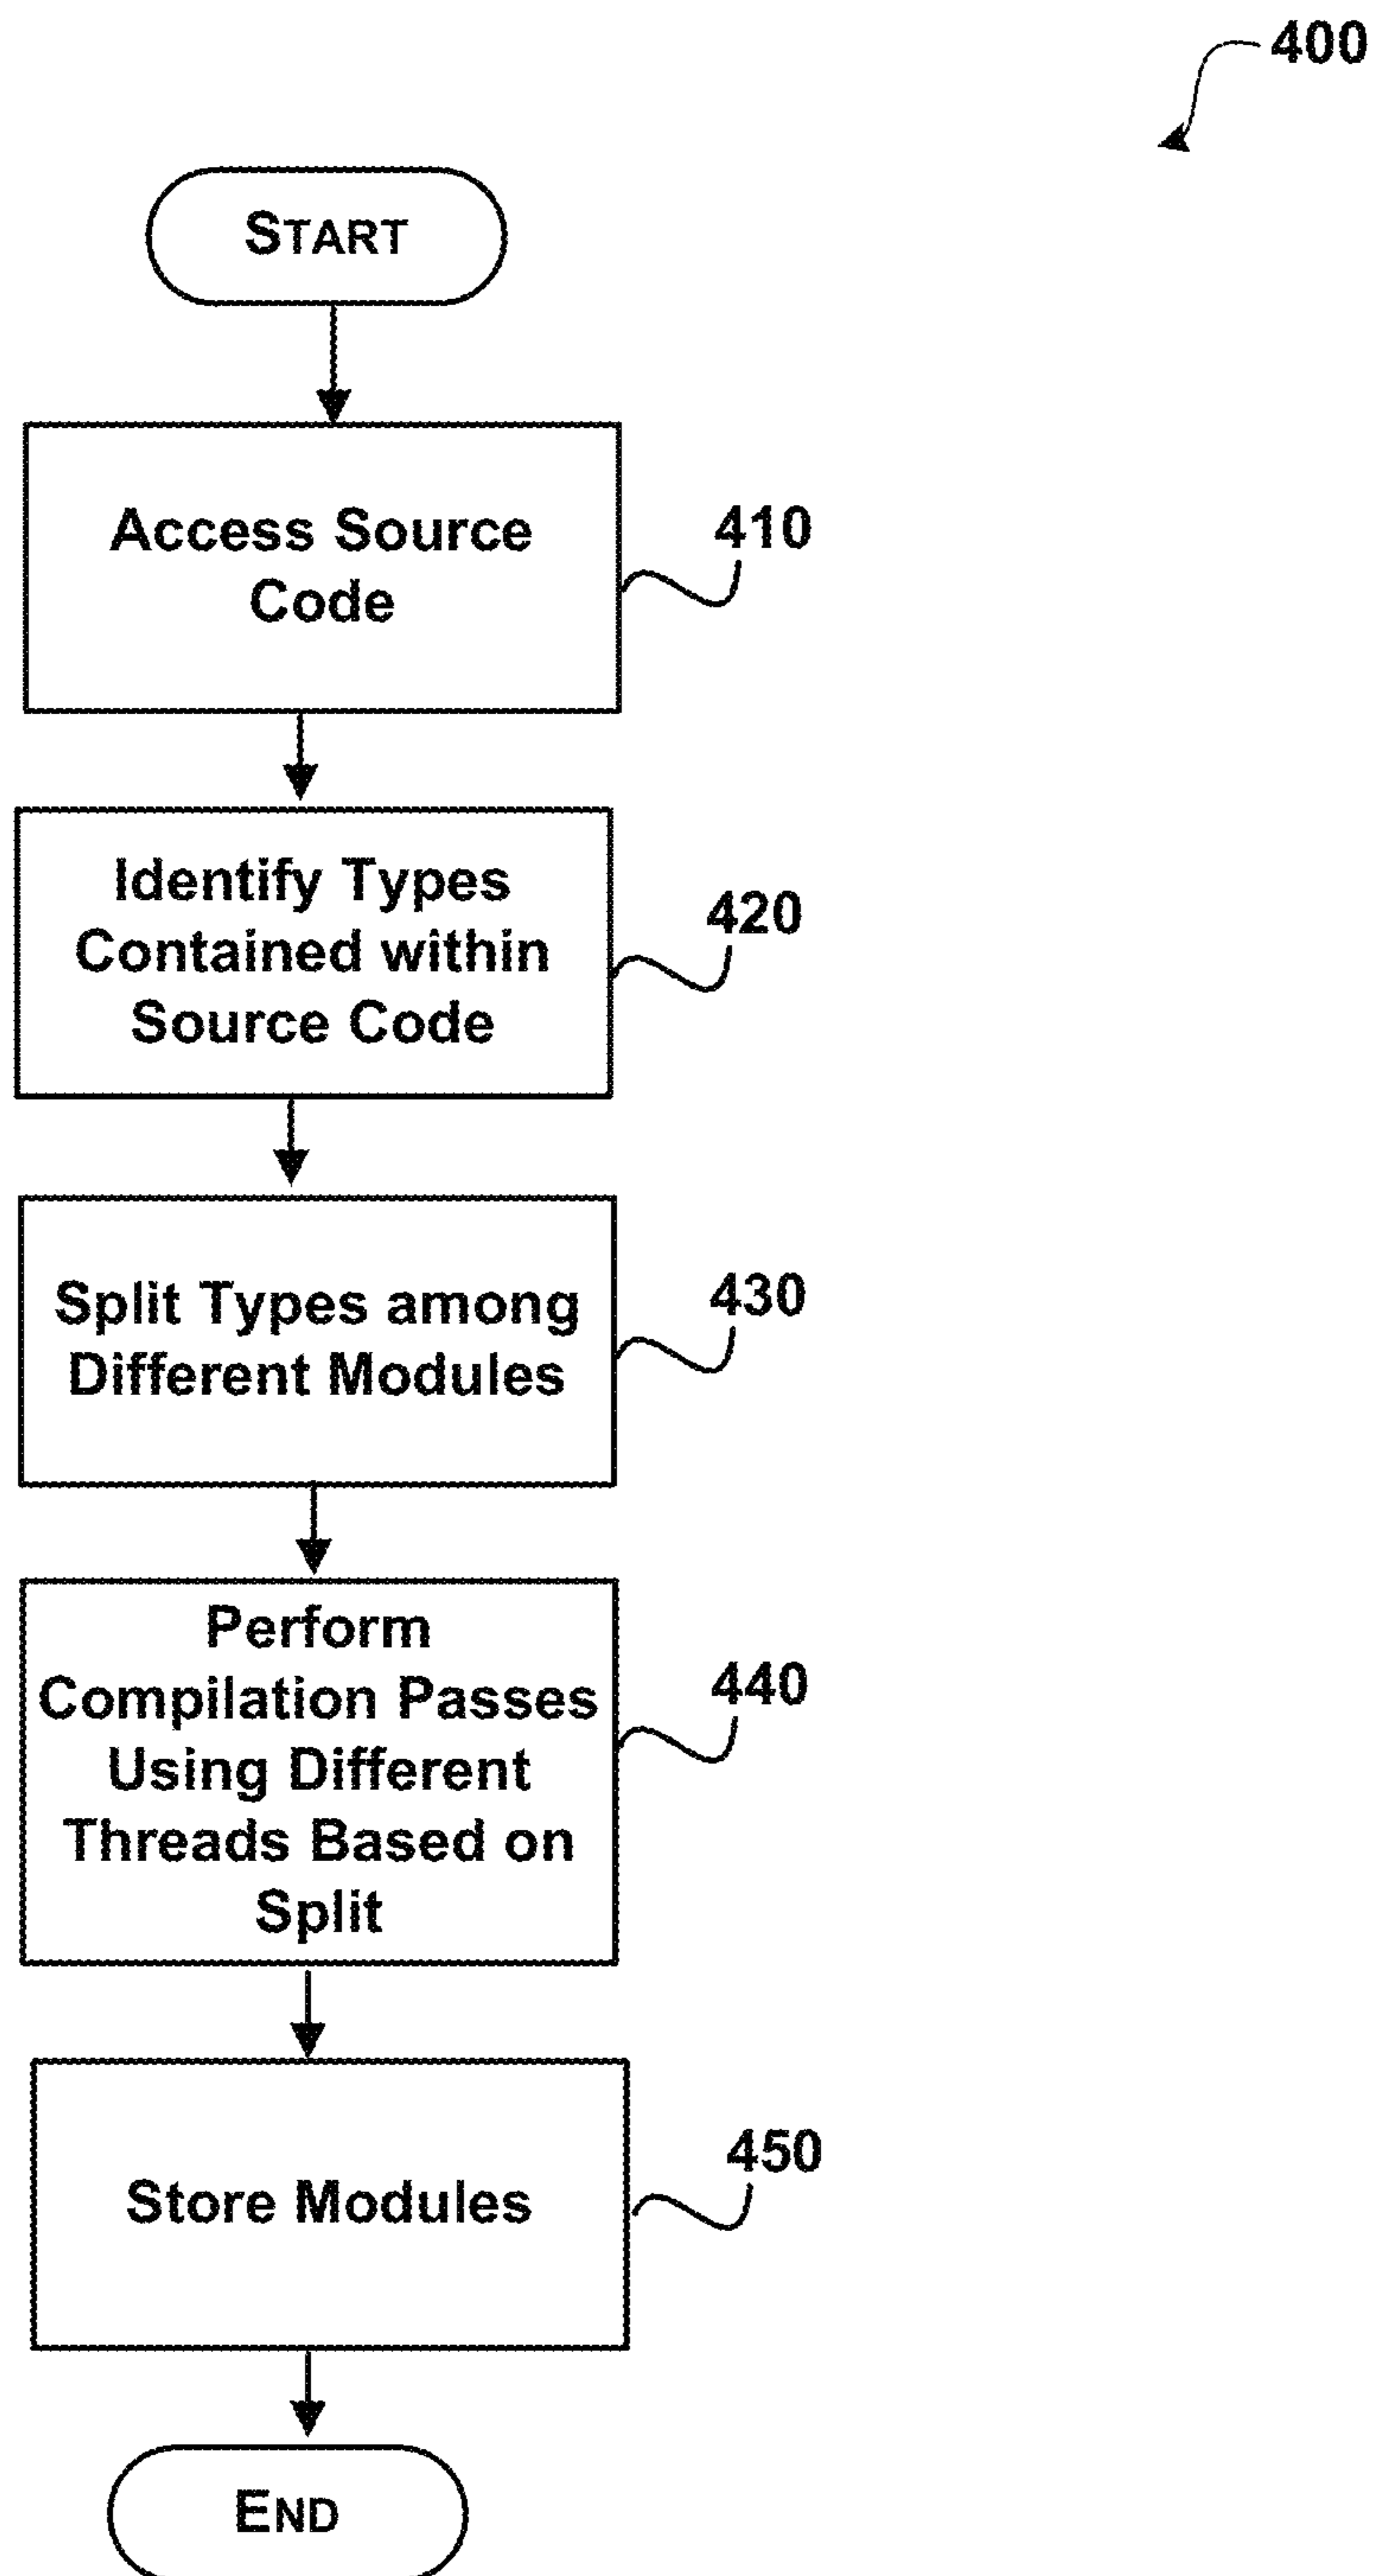 400
START
Access Source
Code
410
Identify Types
Contained within
Source Code
420
Split Types among
Different Modules
430
Perform
Compilation Passes
Using Different
Threads Based on
Split
440
Store Modules
450
END